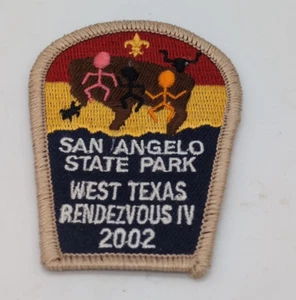 SAN ANGELO
STATE PARK
WEST TEXAS
RENDEZVOUS IV
2002